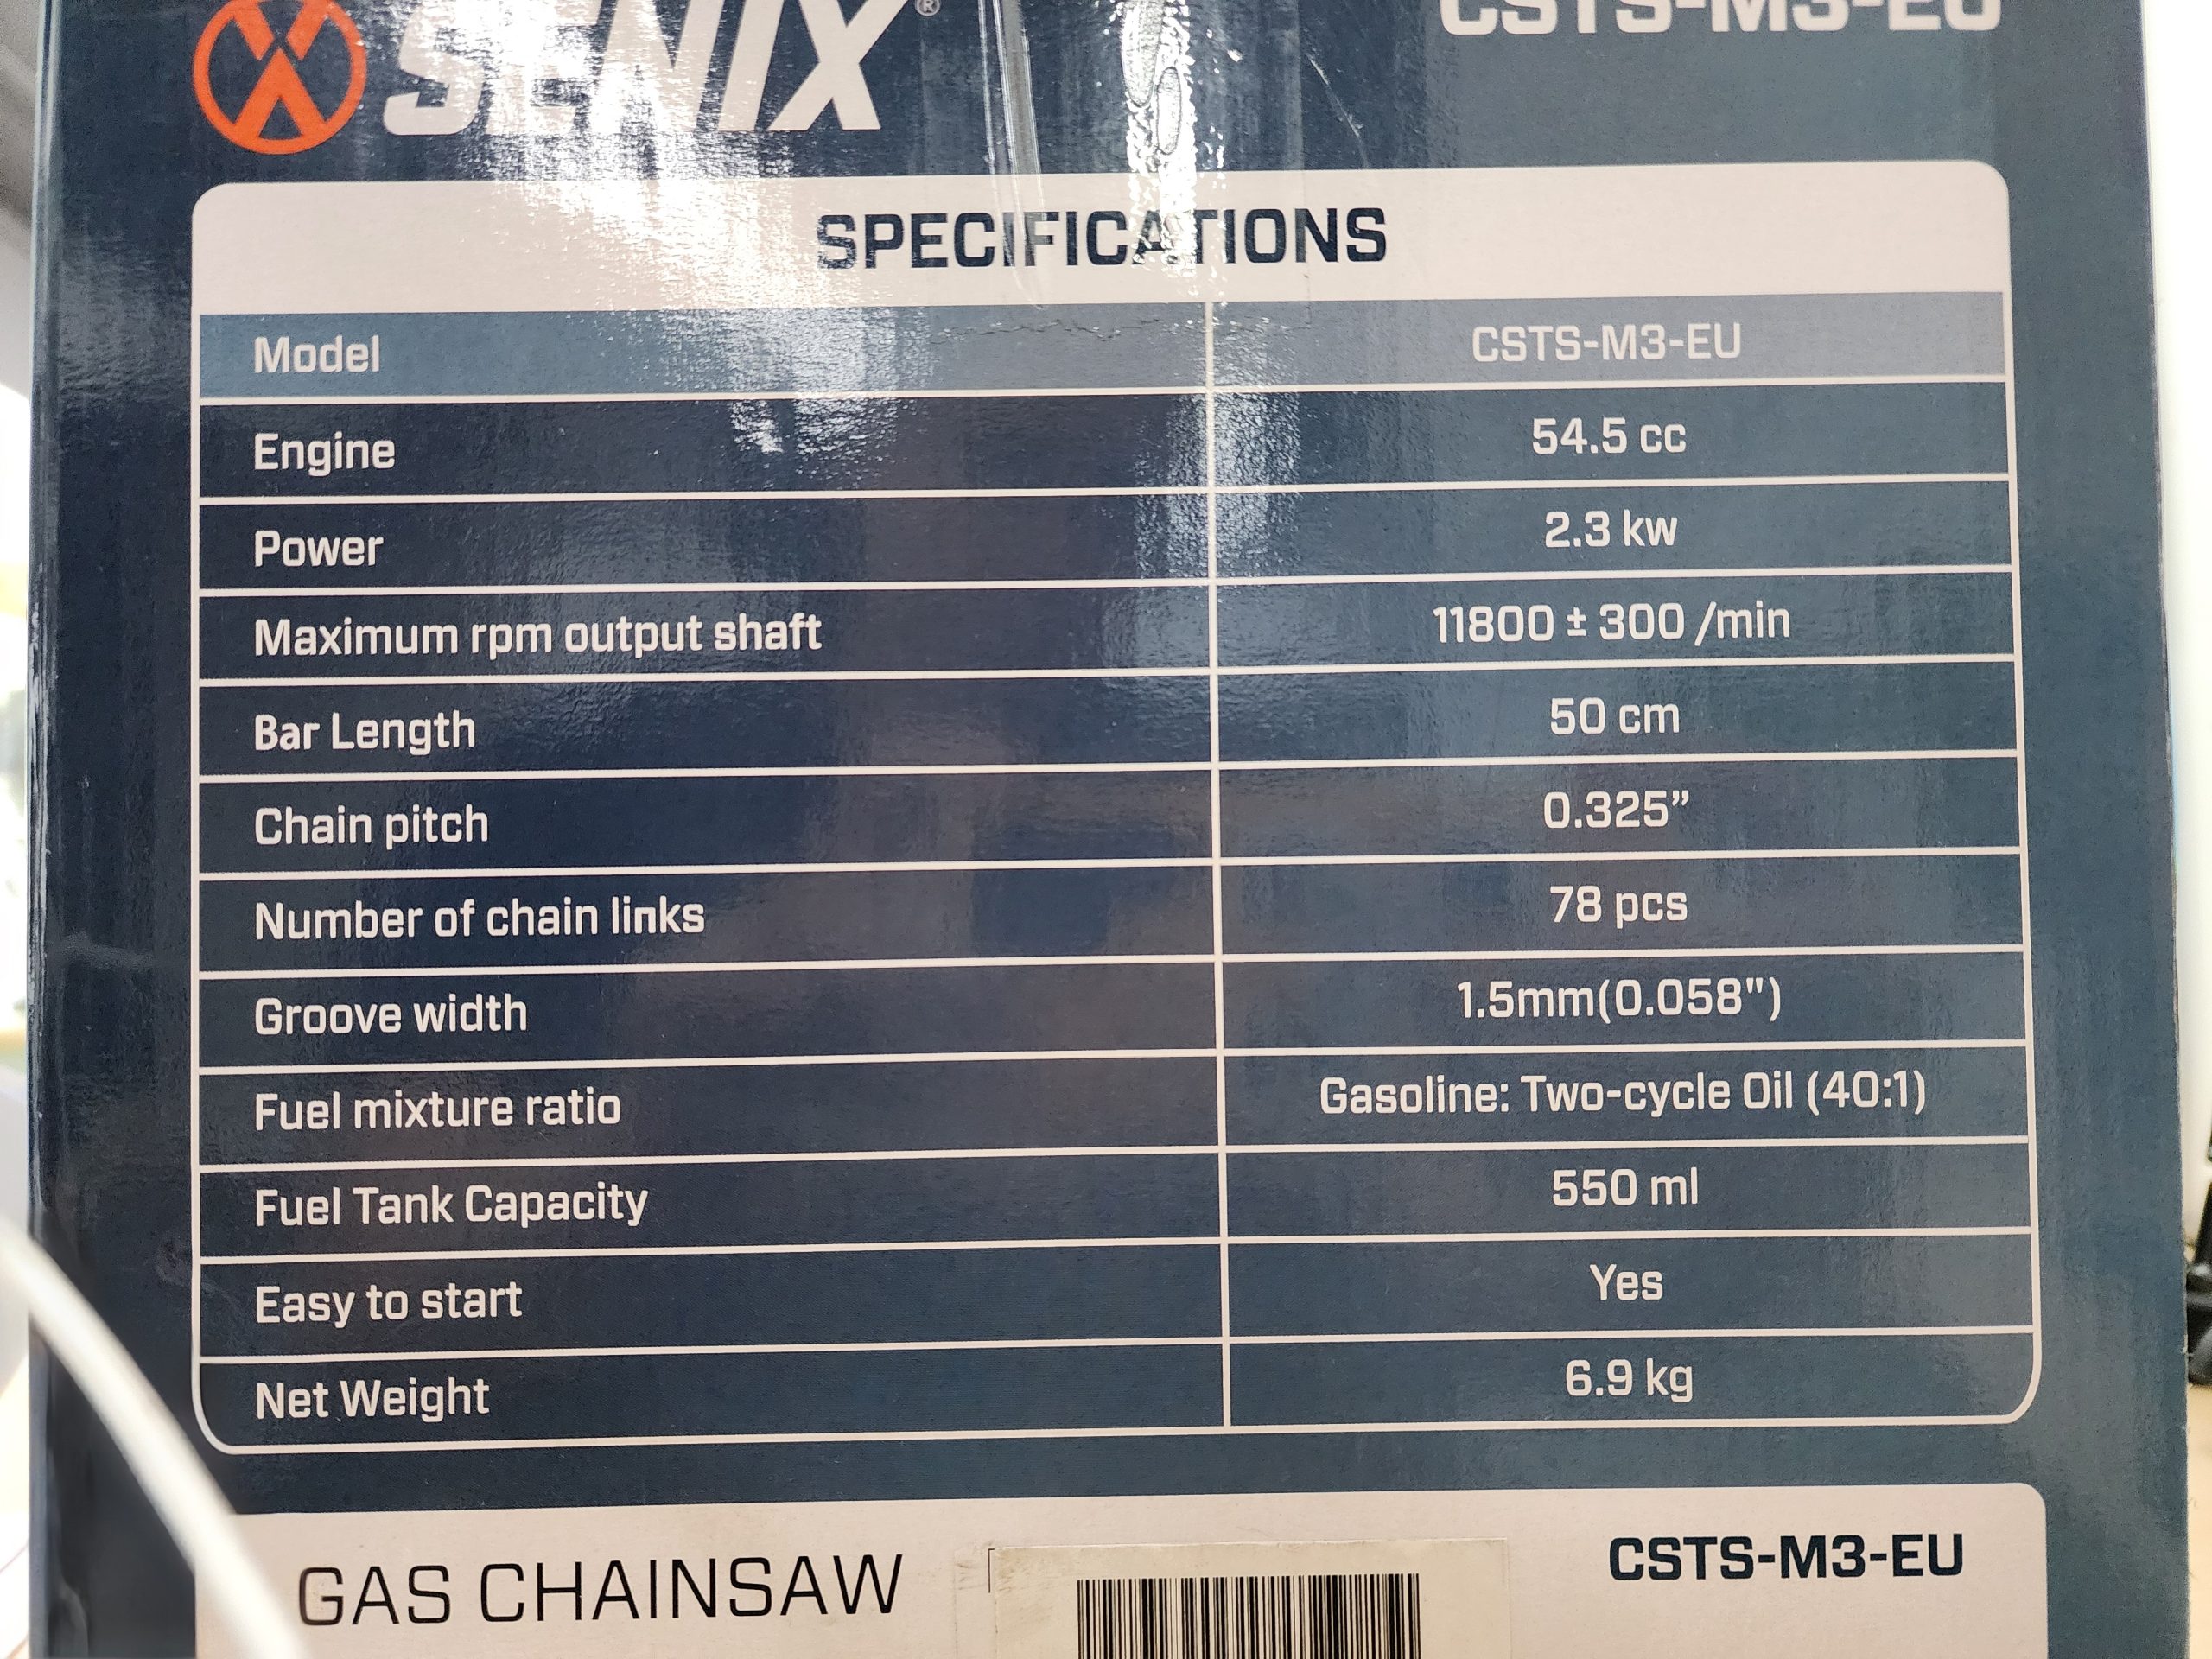 SENIX®
CSTS-M3-EU
SPECIFICATIONS
Model CSTS-M3-EU
Engine 54.5 cc
Power 2.3 kw
Maximum rpm output shaft 11800 ± 300 /min
Bar Length 50 cm
Chain pitch 0.325”
Number of chain links 78 pcs
Groove width 1.5mm(0.058")
Fuel mixture ratio Gasoline: Two-cycle Oil (40:1)
Fuel Tank Capacity 550 ml
Easy to start Yes
Net Weight 6.9 kg
GAS CHAINSAW
CSTS-M3-EU